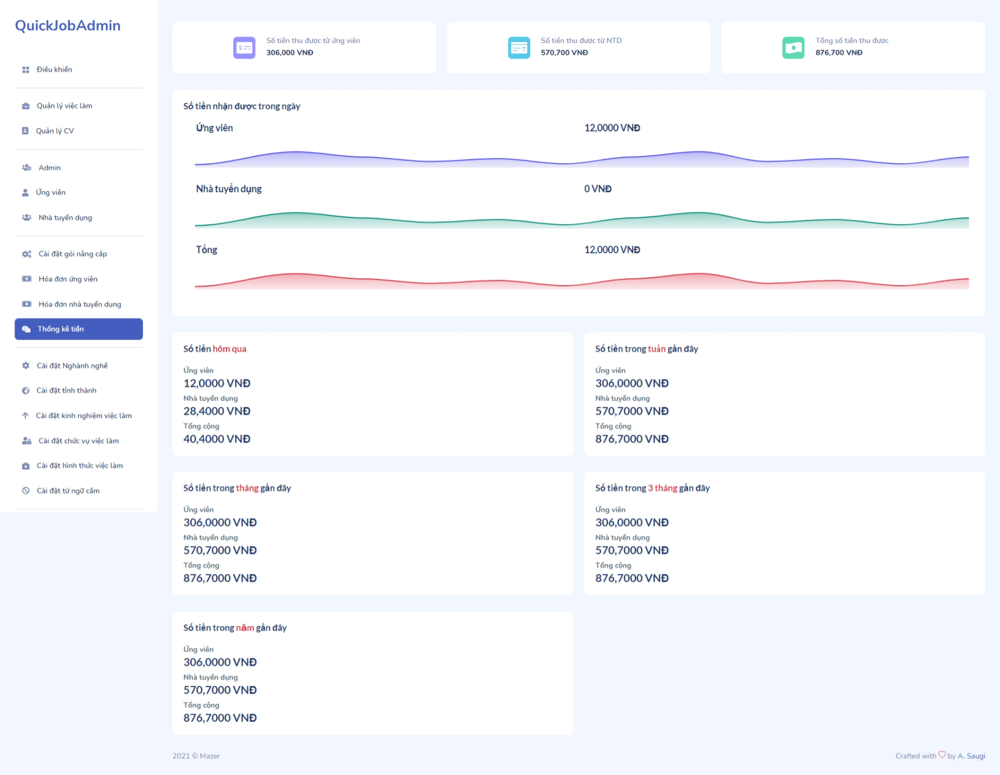 QuickJobAdmin
Điều khiển
Quản lý việc làm
Quản lý CV
Admin
Ứng viên
Nhà tuyển dụng
Cài đặt gói nâng cấp
Hóa đơn ứng viên
Hóa đơn nhà tuyển dụng
Thống kê tiền
Cài đặt Nghành nghề
Cài đặt tỉnh thành
Cài đặt kinh nghiệm việc làm
Cài đặt chức vụ việc làm
Cài đặt hình thức việc làm
Cài đặt từ ngữ cấm
Số tiền thu được từ ứng viên
306,000 VNĐ
Số tiền thu được từ NTD
570,700 VNĐ
Tổng số tiền thu được
876,700 VNĐ
Số tiền nhận được trong ngày
Ứng viên
12,0000 VNĐ
Nhà tuyển dụng
0 VNĐ
Tổng
12,0000 VNĐ
Số tiền hôm qua
Ứng viên
12,0000 VNĐ
Nhà tuyển dụng
28,4000 VNĐ
Tổng cộng
40,4000 VNĐ
Số tiền trong tuần gần đây
Ứng viên
306,0000 VNĐ
Nhà tuyển dụng
570,7000 VNĐ
Tổng cộng
876,7000 VNĐ
Số tiền trong tháng gần đây
Ứng viên
306,0000 VNĐ
Nhà tuyển dụng
570,7000 VNĐ
Tổng cộng
876,7000 VNĐ
Số tiền trong 3 tháng gần đây
Ứng viên
306,0000 VNĐ
Nhà tuyển dụng
570,7000 VNĐ
Tổng cộng
876,7000 VNĐ
Số tiền trong năm gần đây
Ứng viên
306,0000 VNĐ
Nhà tuyển dụng
570,7000 VNĐ
Tổng cộng
876,7000 VNĐ
2021 © Mazer
Crafted with ♡ by A. Saugi